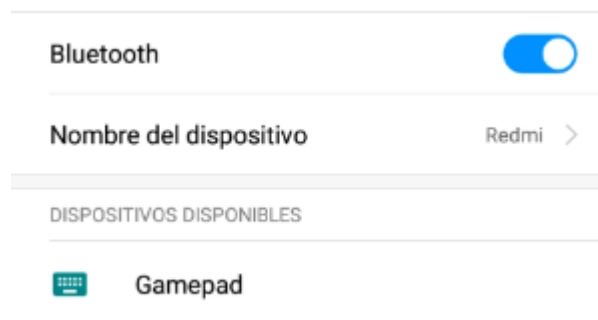 Bluetooth
Nombre del dispositivo Redmi
DISPOSITIVOS DISPONIBLES
Gamepad